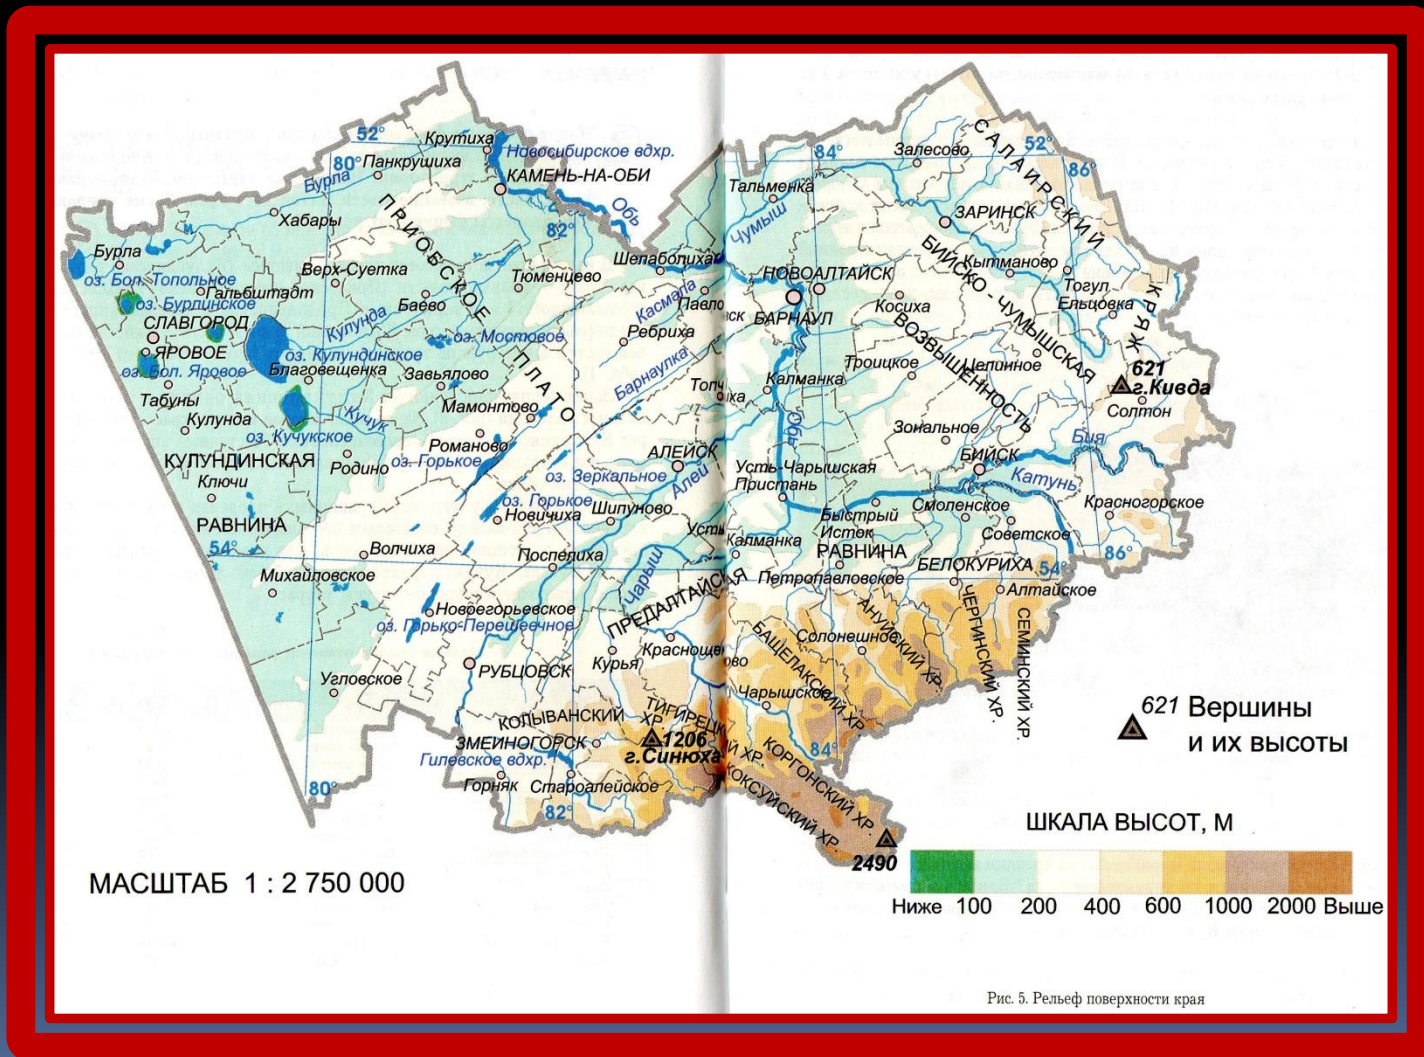 52°
Крутиха
80°
Панкрушиха
Новосибирское вдхр.
КАМЕНЬ-НА-ОБИ
Бурла
Хабары
ПРИОБСКОЕ ПЛАТО
Обь
82°
Бурла
оз. Бол. Топольное
Гальбштадт
Верх-Суетка
Тюменцево
Шелаболиха
оз. Бурлинское
Баево
Касмала
Павло
вск
СЛАВГОРОД
Кулунда
оз. Мостовое
Ребриха
ЯРОВОЕ
оз. Кулундинское
оз. Бол. Яровое
Благовещенка
Завьялово
Барнаулка
Табуны
Мамонтово
Топч
иха
Кулунда
Кучук
оз. Кучукское
Романово
КУЛУНДИНСКАЯ
РАВНИНА
Родино
оз. Горькое
АЛЕЙСК
оз. Зеркальное
Алей
Ключи
оз. Горькое
Новичиха
Шипуново
Усть
Калманка
54°
Волчиха
Поспелиха
Михайловское
Чарыш
Новоегорьевское
оз. Горько-Перешеечное
ПРЕДАЛТАЙСКАЯ
РАВНИНА
Краснощё
ково
Курья
РУБЦОВСК
Угловское
КОЛЫВАНСКИЙ ХР.
ТИГИРЕЦКИЙ ХР.
ЗМЕИНОГОРСК
1206
г.Синюха
Гилевское вдхр.
Горняк
Староалейское
80°
82°
84°
52°
86°
Залесово
САЛАИРСКИЙ КРЯЖ
Тальменка
Чумыш
ЗАРИНСК
БИЙСКО - ЧУМЫШСКАЯ
ВОЗВЫШЕННОСТЬ
Кытманово
НОВОАЛТАЙСК
Тогул
Ельцовка
БАРНАУЛ
Косиха
Троицкое
Целинное
621
г.Кивда
Калманка
Солтон
Обь
Зональное
Бия
БИЙСК
Катунь
Усть-Чарышская
Пристань
Красногорское
Быстрый
Исток
Смоленское
Советское
86°
БЕЛОКУРИХА
54°
Петропавловское
Алтайское
АНУЙСКИЙ ХР.
ЧЕРГИНСКИЙ ХР.
СЕМИНСКИЙ ХР.
Солонешное
БАЩЕЛАКСКИЙ ХР.
Чарышское
84°
КОРГОНСКИЙ ХР.
КОКСУЙСКИЙ ХР.
2490
621 Вершины
и их высоты
ШКАЛА ВЫСОТ, М
Ниже 100 200 400 600 1000 2000 Выше
МАСШТАБ 1 : 2 750 000
Рис. 5. Рельеф поверхности края